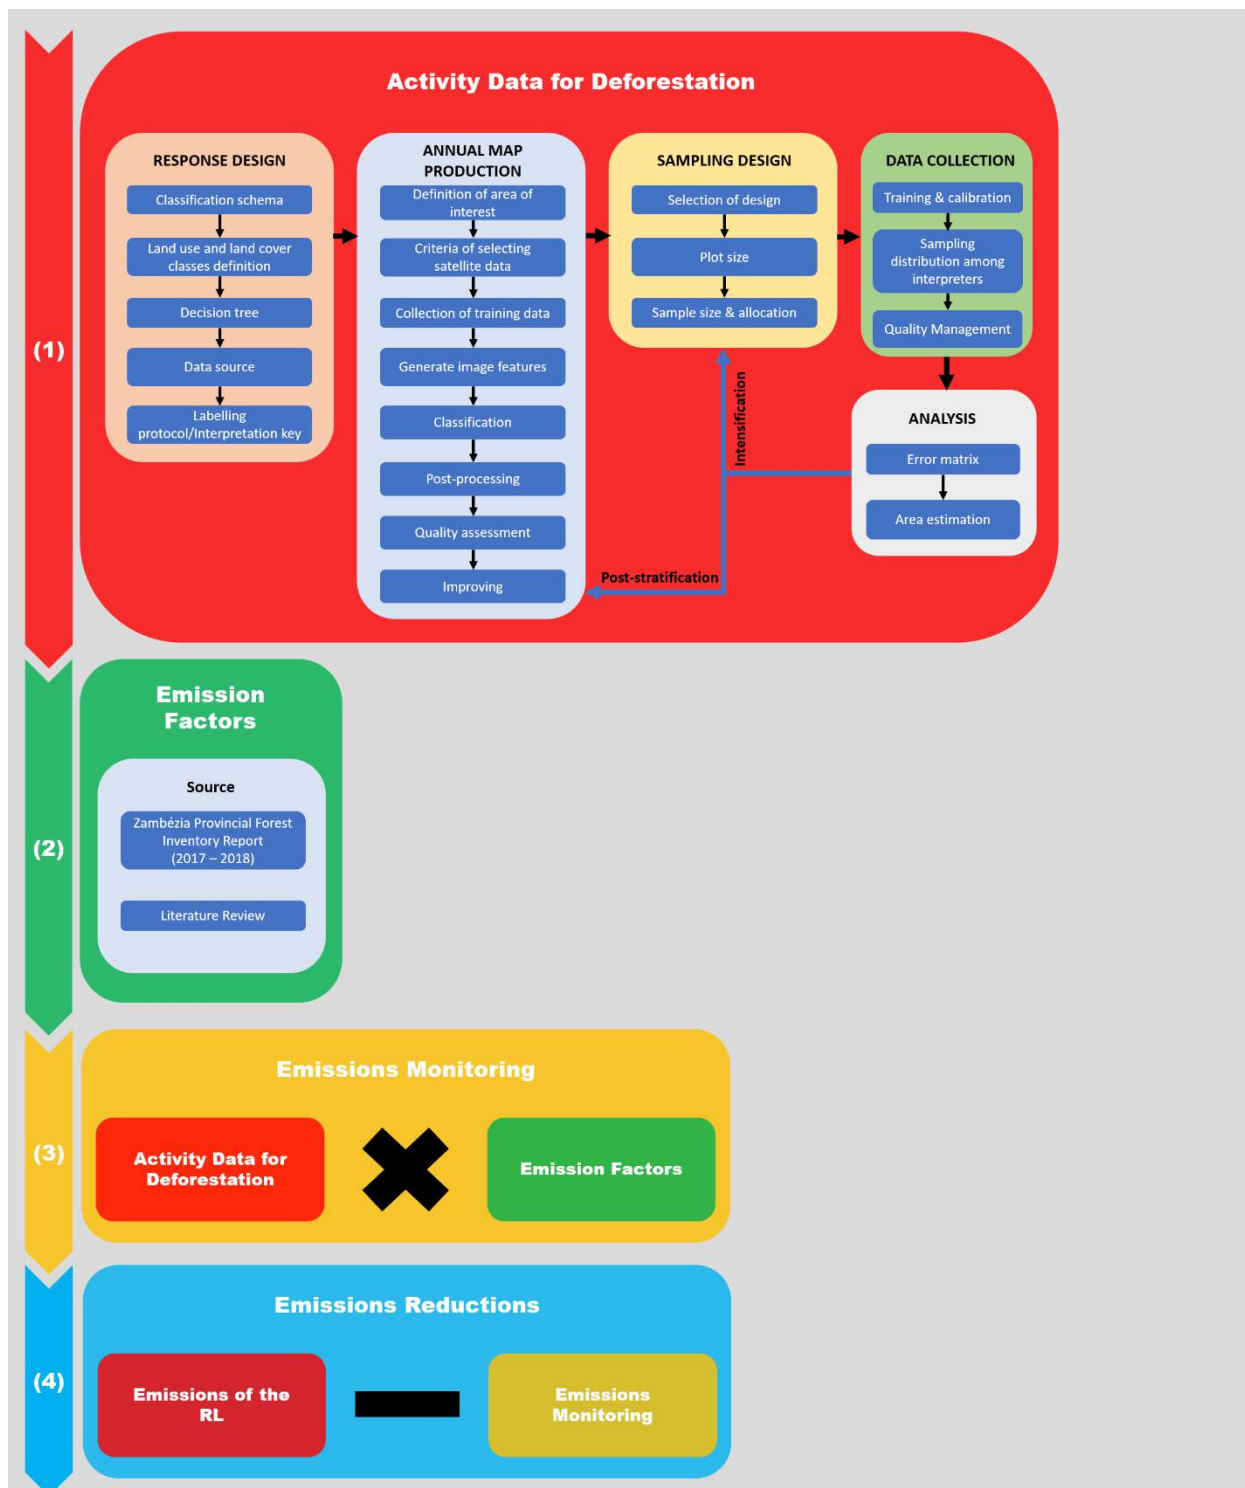 (1)
Activity Data for Deforestation
RESPONSE DESIGN
Classification schema
Land use and land cover
classes definition
Decision tree
Data source
Labelling
protocol/Interpretation key
ANNUAL MAP
PRODUCTION
Definition of area of
interest
Criteria of selecting
satellite data
Collection of training data
Generate image features
Classification
Post-processing
Quality assessment
Improving
SAMPLING DESIGN
Selection of design
Plot size
Sample size & allocation
DATA COLLECTION
Training & calibration
Sampling
distribution among
interpreters
Quality Management
ANALYSIS
Error matrix
Area estimation
Intensification
Post-stratification
(2)
Emission
Factors
Source
Zambézia Provincial Forest
Inventory Report
(2017 – 2018)
Literature Review
(3)
Emissions Monitoring
Activity Data for
Deforestation
Emission Factors
(4)
Emissions Reductions
Emissions of the
RL
Emissions
Monitoring